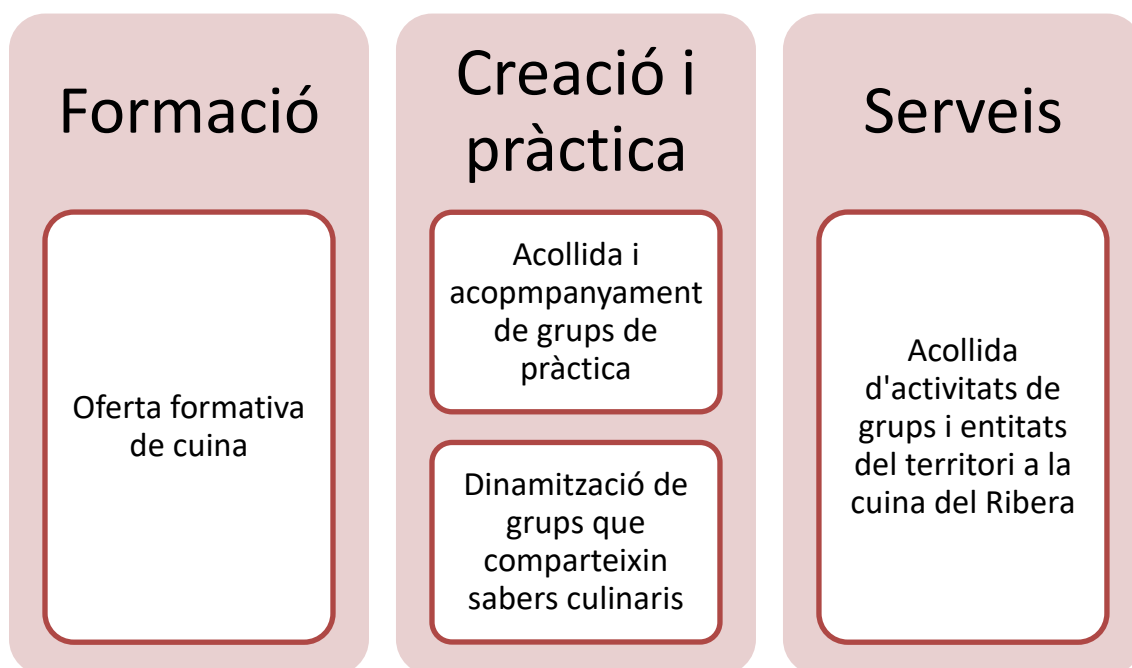 Formació
Oferta formativa
de cuina
Creació i
pràctica
Acollida i
acopmpanyament
de grups de
pràctica
Dinamització de
grups que
comparteixin
sabers culinaris
Serveis
Acollida
d'activitats de
grups i entitats
del territori a la
cuina del Ribera